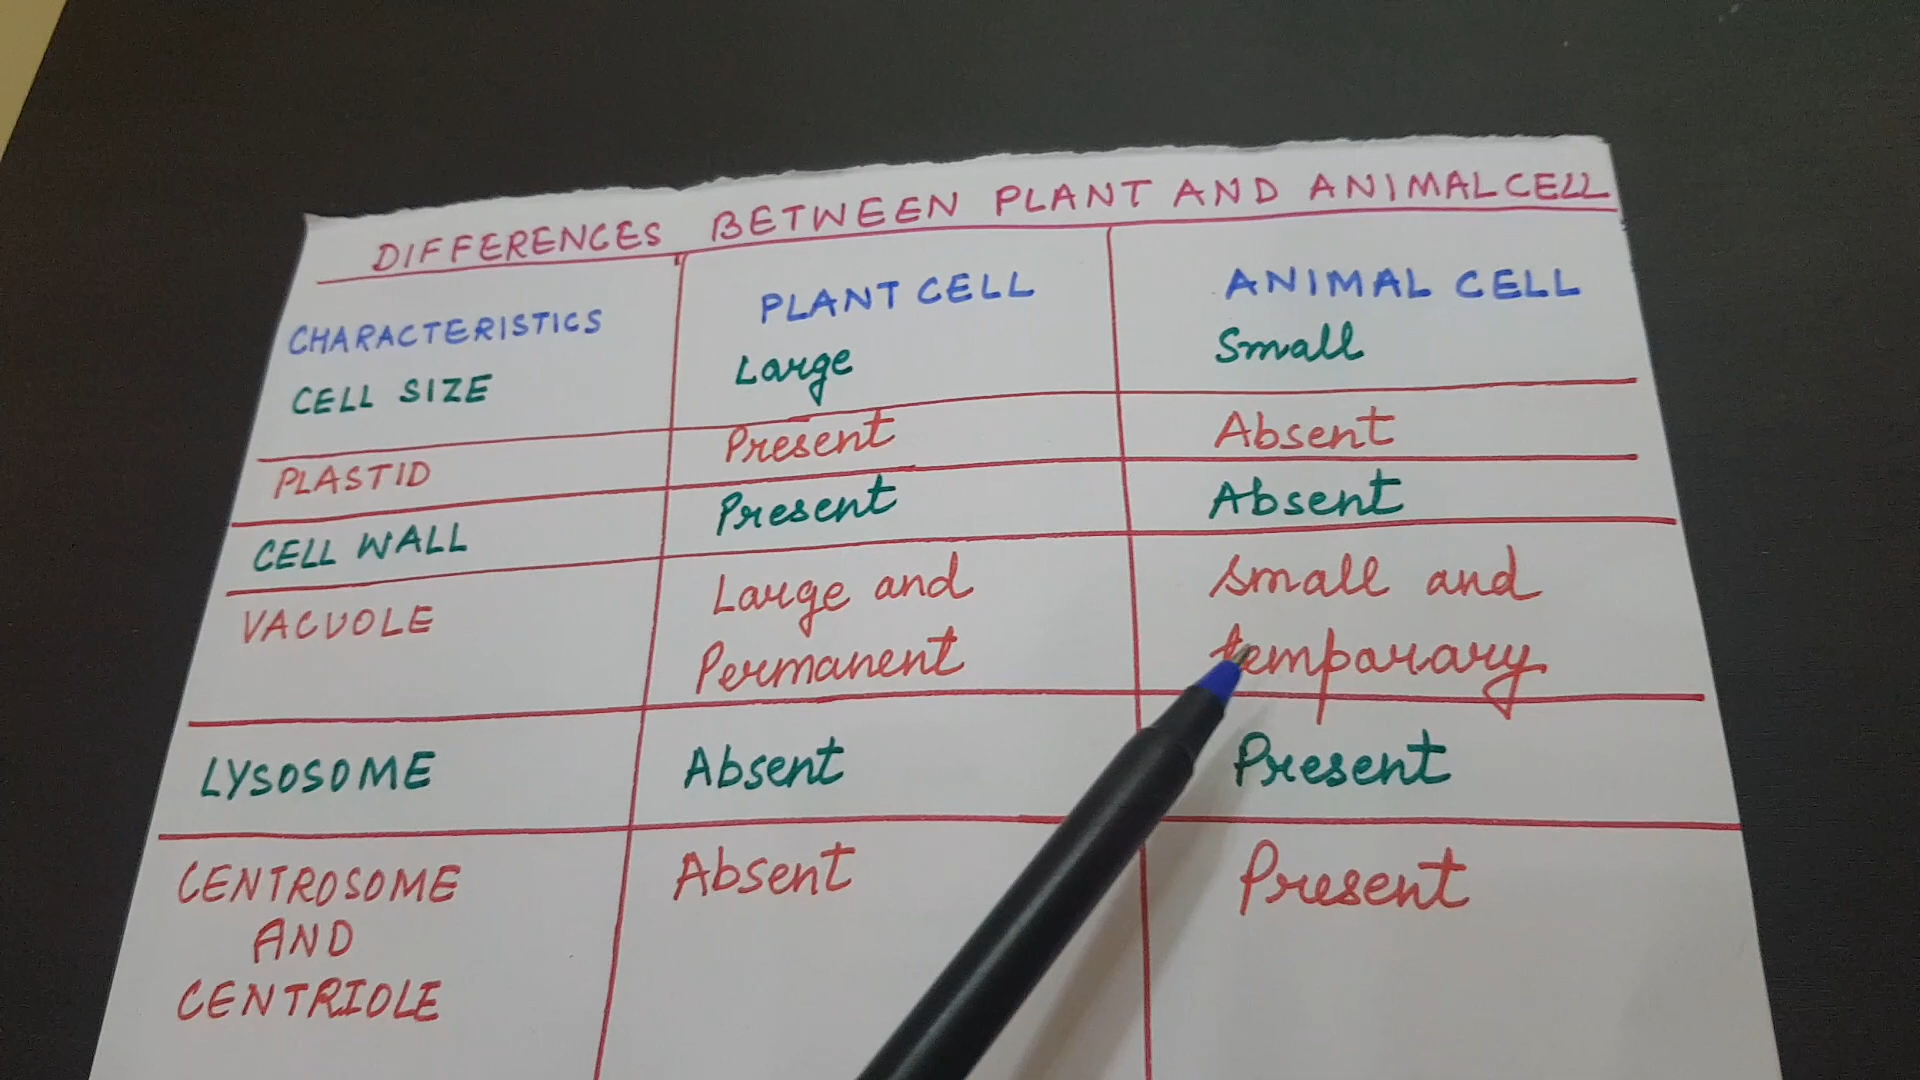 DIFFERENCES BETWEEN PLANT AND ANIMAL CELL
CHARACTERISTICS PLANT CELL ANIMAL CELL
CELL SIZE Large Small
PLASTID Present Absent
CELL WALL Present Absent
VACUOLE Large and Small and
Permanent temparary
LYSOSOME Absent Present
CENTROSOME Absent Present
AND
CENTRIOLE